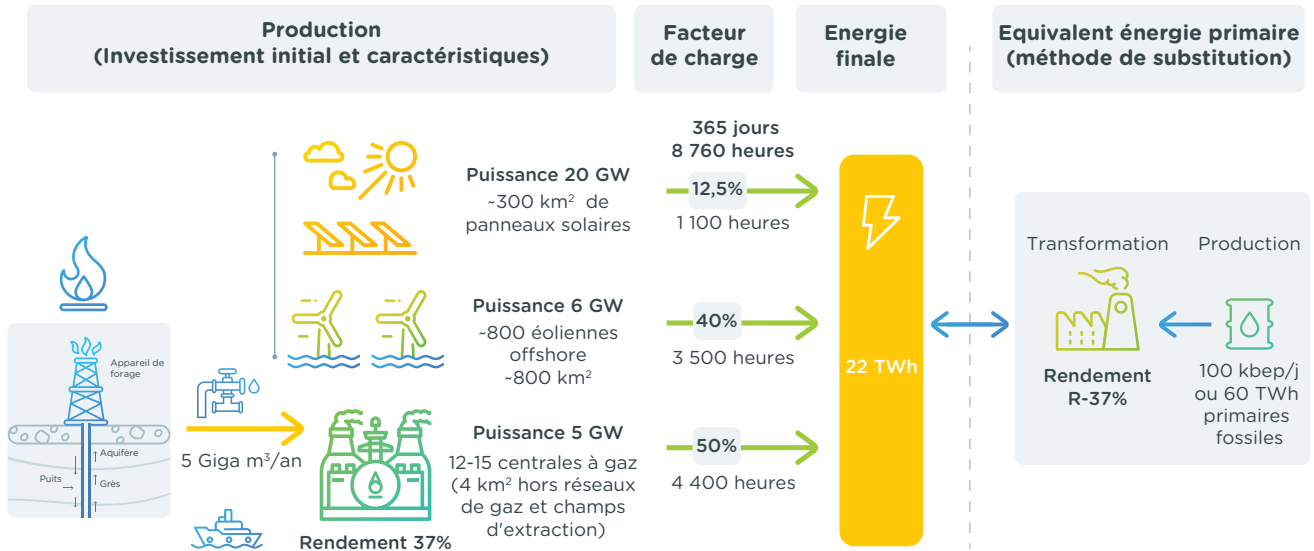 Production
(Investissement initial et caractéristiques)
Facteur
de charge
Energie
finale
Equivalent énergie primaire
(méthode de substitution)
365 jours
8 760 heures
Puissance 20 GW
~300 km² de
panneaux solaires
12,5%
1 100 heures
Puissance 6 GW
~800 éoliennes
offshore
~800 km²
40%
3 500 heures
Appareil de
forage
Aquifère
Puits
Grès
5 Giga m³/an
Rendement 37%
Puissance 5 GW
12-15 centrales à gaz
(4 km² hors réseaux
de gaz et champs
d'extraction)
50%
4 400 heures
22 TWh
Transformation
Rendement
R-37%
Production
100 kbep/j
ou 60 TWh
primaires
fossiles